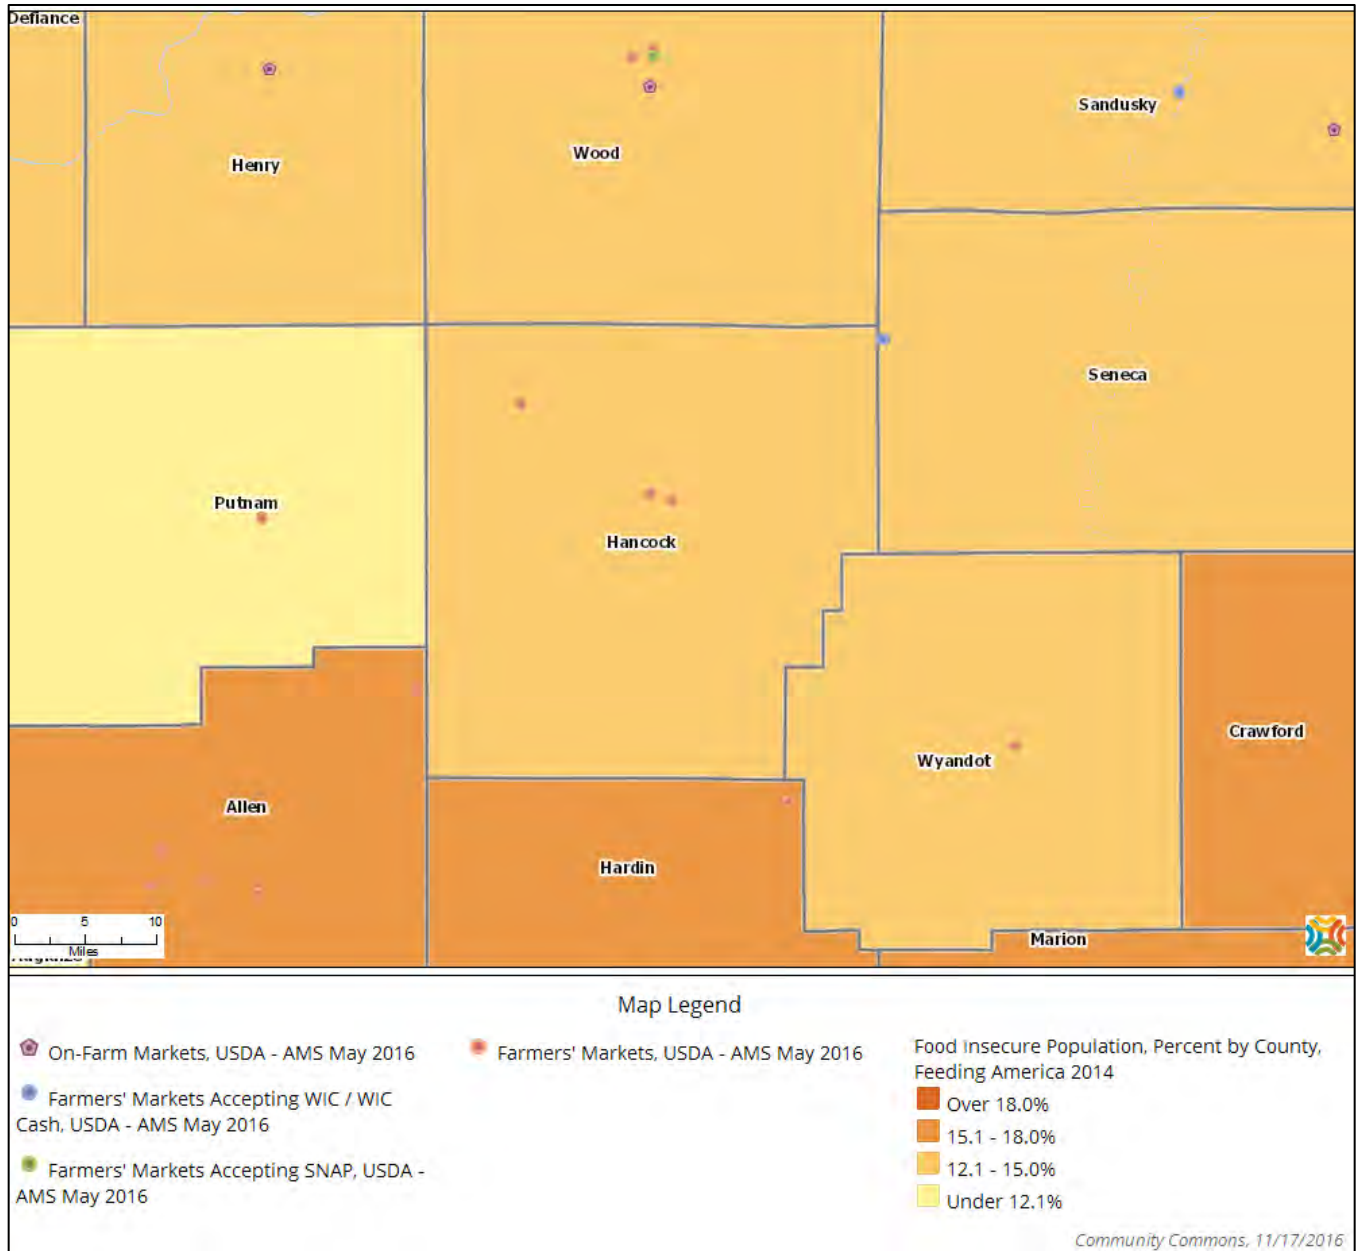 Defiance
Henry
Wood
Sandusky
Seneca
Putnam
Hancock
Crawford
Wyandot
Allen
Hardin
Marion
0 5 10
Miles
Map Legend
On-Farm Markets, USDA - AMS May 2016
Farmers' Markets Accepting WIC / WIC
Cash, USDA - AMS May 2016
Farmers' Markets Accepting SNAP, USDA -
AMS May 2016
Farmers' Markets, USDA - AMS May 2016
Food Insecure Population, Percent by County,
Feeding America 2014
Over 18.0%
15.1 - 18.0%
12.1 - 15.0%
Under 12.1%
Community Commons, 11/17/2016